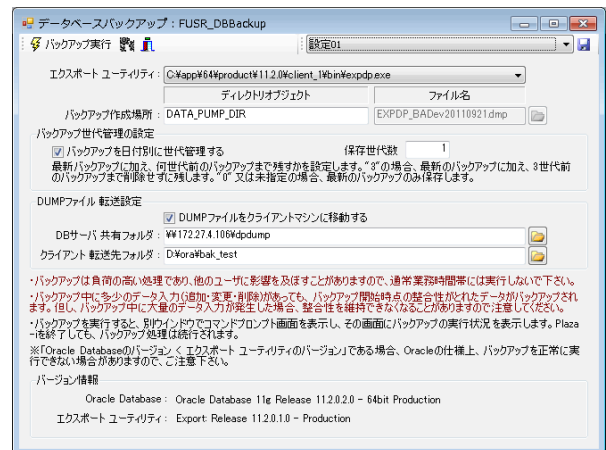 データベースバックアップ : FUSR_DBBackup
バックアップ実行
設定01
エクスポート ユーティリティ : C:¥app¥64¥product¥11.2.0¥client_1¥bin¥expdp.exe
ディレクトリオブジェクト ファイル名
バックアップ作成場所 : DATA_PUMP_DIR EXPDP_BADev20110921.dmp
バックアップ世代管理の設定
バックアップを日付別に世代管理する 保存世代数 1
最新バックアップに加え、何世代前のバックアップまで残すかを設定します。"3"の場合、最新のバックアップに加え、3世代前
のバックアップまで削除せずに残します。"0" 又は未指定の場合、最新のバックアップのみ保存します。
DUMPファイル 転送設定
DUMPファイルをクライアントマシンに移動する
DBサーバ 共有フォルダ : ¥¥172.27.4.106¥dpdump
クライアント 転送先フォルダ : D:¥ora¥bak_test
・バックアップは負荷の高い処理であり、他のユーザに影響を及ぼすことがありますので、通常業務時間帯には実行しないで下さい。
・バックアップ中に多少のデータ入力(追加・変更・削除)があっても、バックアップ開始時点の整合性がとれたデータがバックアップされ
ます。但し、バックアップ中に大量のデータ入力が発生した場合、整合性を維持できなくなることがありますので注意してください。
・バックアップを実行すると、別ウインドウでコマンドプロンプト画面を表示し、その画面にバックアップの実行状況を表示します。Plaza
-iを終了しても、バックアップ処理は続行されます。
※「Oracle Databaseのバージョン < エクスポート ユーティリティのバージョン」である場合、Oracleの仕様上、バックアップを正常に実
行できない場合がありますので、ご注意下さい。
バージョン情報
Oracle Database : Oracle Database 11g Release 11.2.0.2.0 - 64bit Production
エクスポート ユーティリティ : Export: Release 11.2.0.1.0 - Production